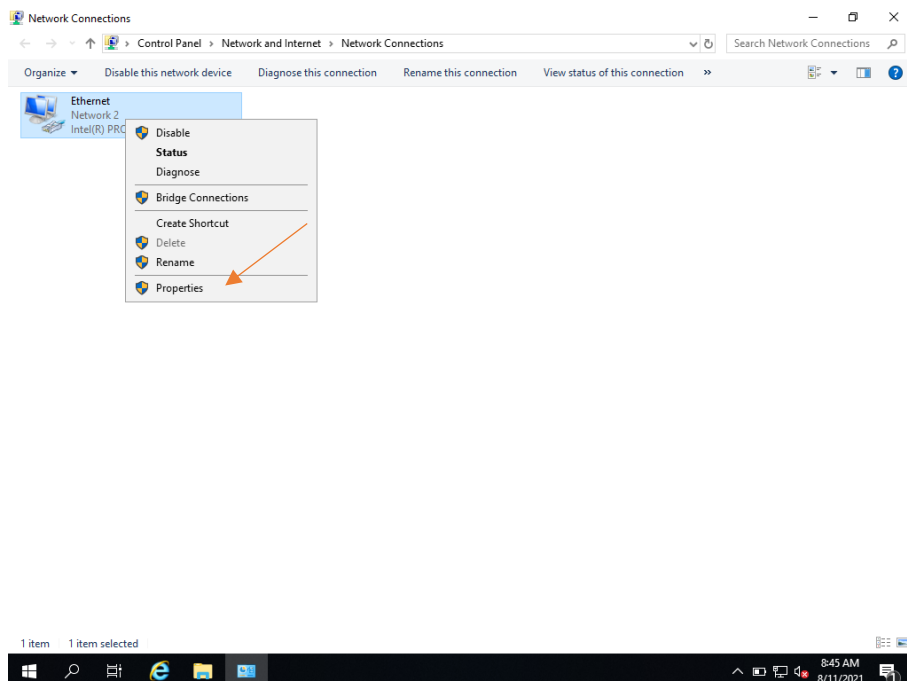 Network Connections
Control Panel > Network and Internet > Network Connections
Search Network Connections
Organize
Disable this network device
Diagnose this connection
Rename this connection
View status of this connection
»
Ethernet
Network 2
Intel(R) PRO
Disable
Status
Diagnose
Bridge Connections
Create Shortcut
Delete
Rename
Properties
1 item
1 item selected
8:45 AM
8/11/2021